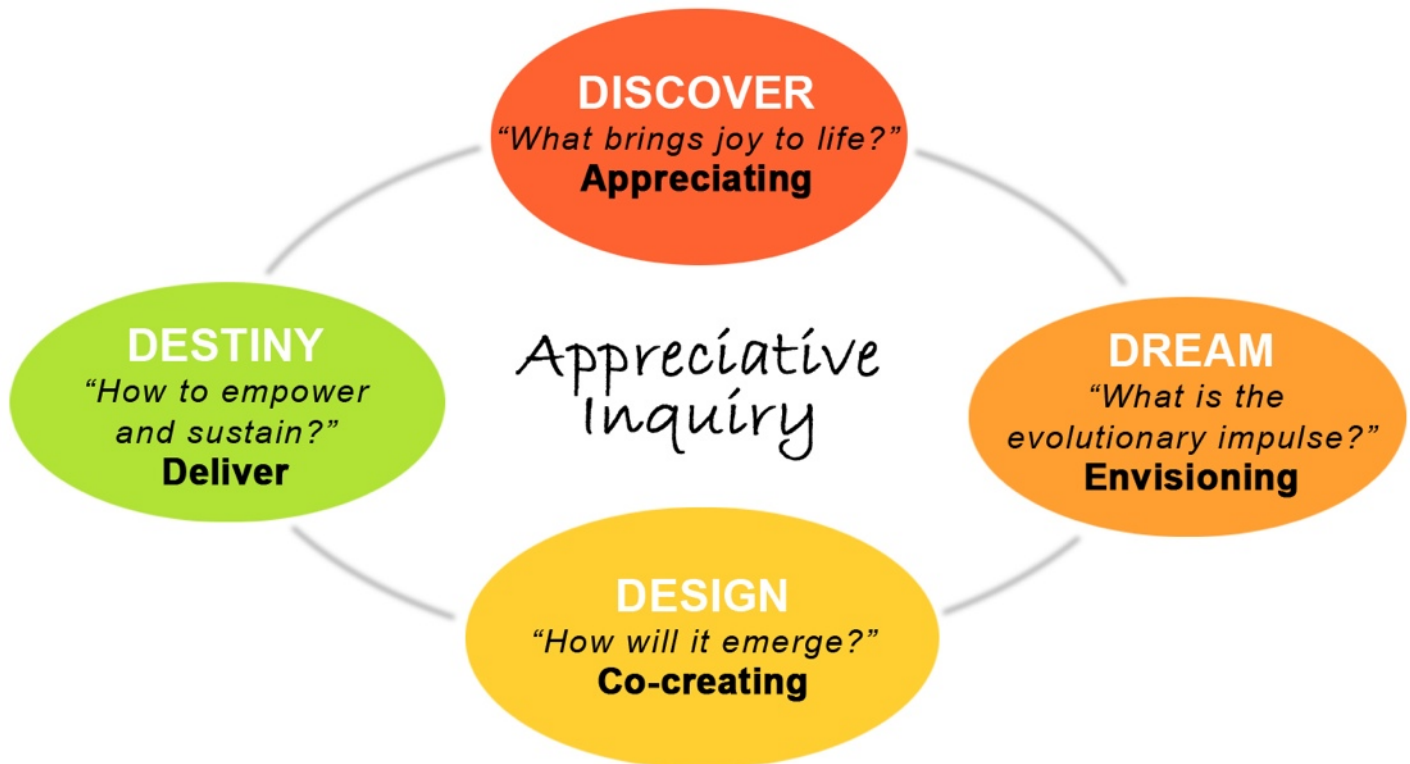 DISCOVER
“What brings joy to life?”
Appreciating
DESTINY
“How to empower
and sustain?”
Deliver
Appreciative
Inquiry
DREAM
“What is the
evolutionary impulse?”
Envisioning
DESIGN
“How will it emerge?”
Co-creating